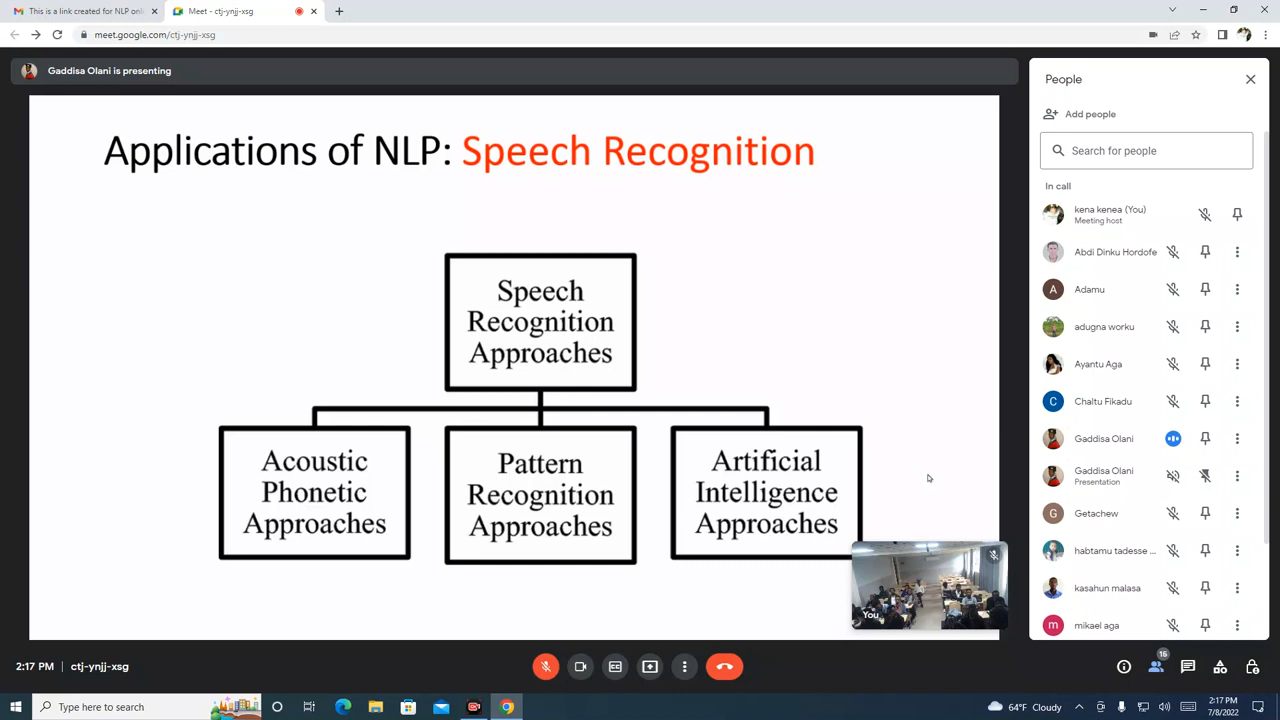 This is a link created for NLP onli
Meet - ctj-ynjj-xsg
meet.google.com/ctj-ynjj-xsg
Gaddisa Olani is presenting
Applications of NLP: Speech Recognition
Speech
Recognition
Approaches
Acoustic
Phonetic
Approaches
Pattern
Recognition
Approaches
Artificial
Intelligence
Approaches
You
People
Add people
Search for people
In call
kena kenea (You)
Meeting host
Abdi Dinku Hordofe
A Adamu
adugna worku
Ayantu Aga
C Chaltu Fikadu
Gaddisa Olani
Gaddisa Olani
Presentation
G Getachew
habtamu tadesse ...
kasahun malasa
m mikael aga
2:17 PM | ctj-ynjj-xsg
16
Type here to search
64°F Cloudy
2:17 PM
7/8/2022